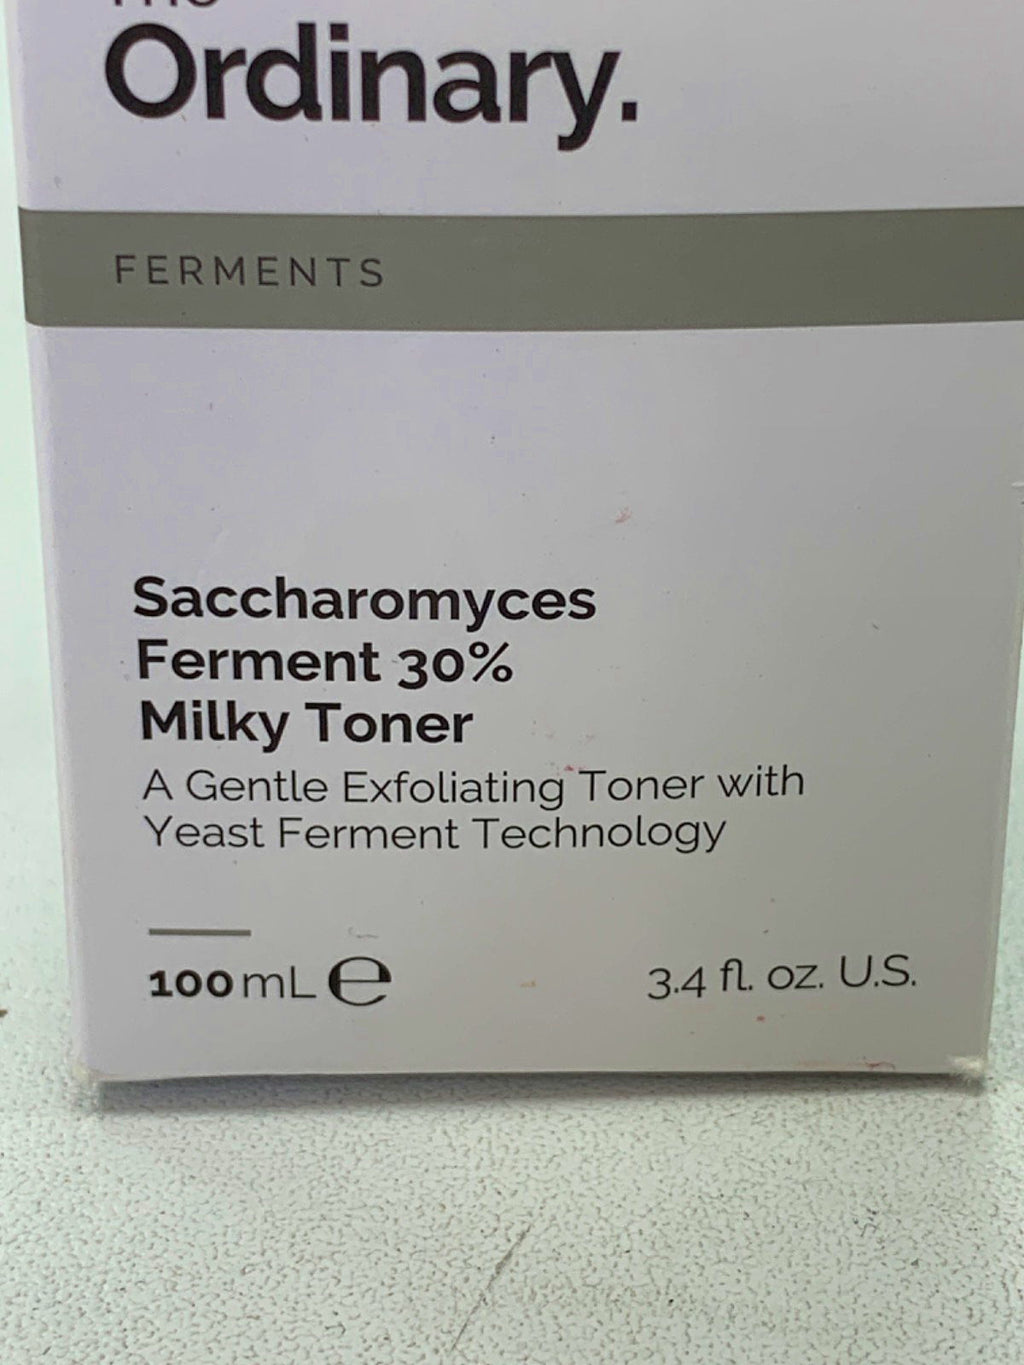 The
Ordinary.
FERMENTS
Saccharomyces
Ferment 30%
Milky Toner
A Gentle Exfoliating Toner with
Yeast Ferment Technology
100 mL ℮
3.4 fl. oz. U.S.